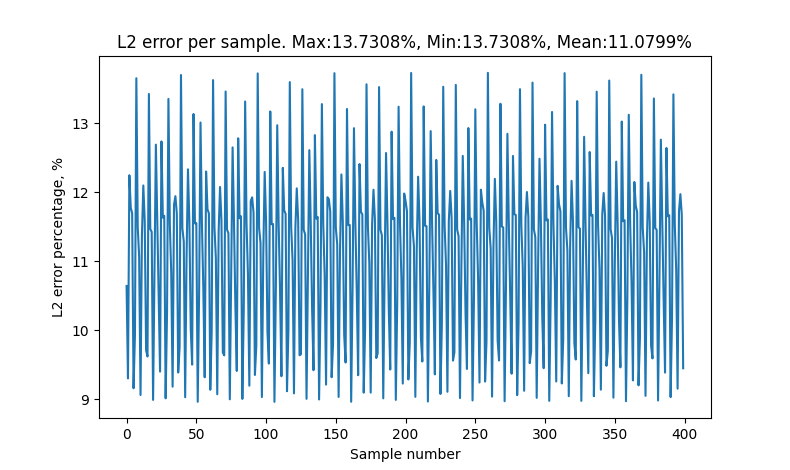 L2 error per sample. Max:13.7308%, Min:13.7308%, Mean:11.0799%
L2 error percentage, %
13
12
11
10
9
0 50 100 150 200 250 300 350 400
Sample number